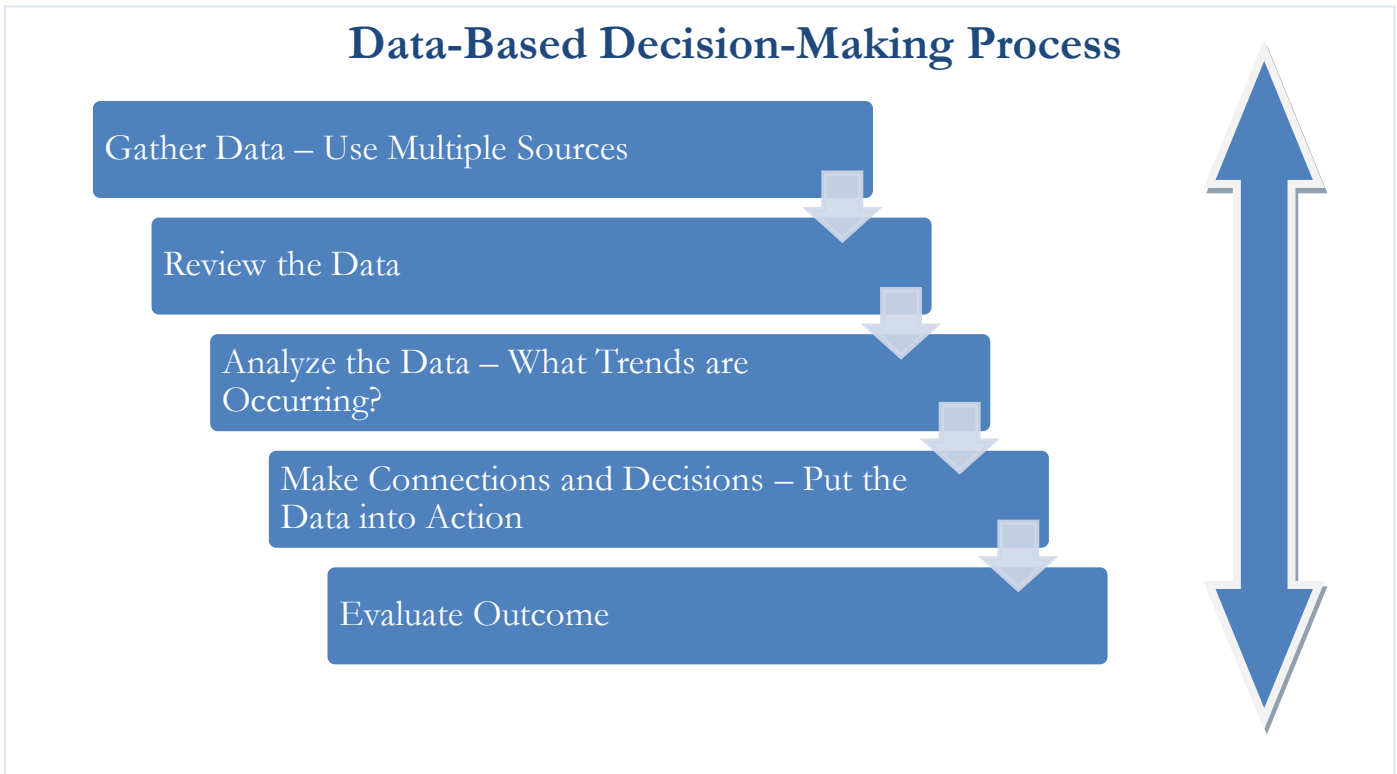 Data-Based Decision-Making Process
Gather Data – Use Multiple Sources
Review the Data
Analyze the Data – What Trends are
Occurring?
Make Connections and Decisions – Put the
Data into Action
Evaluate Outcome